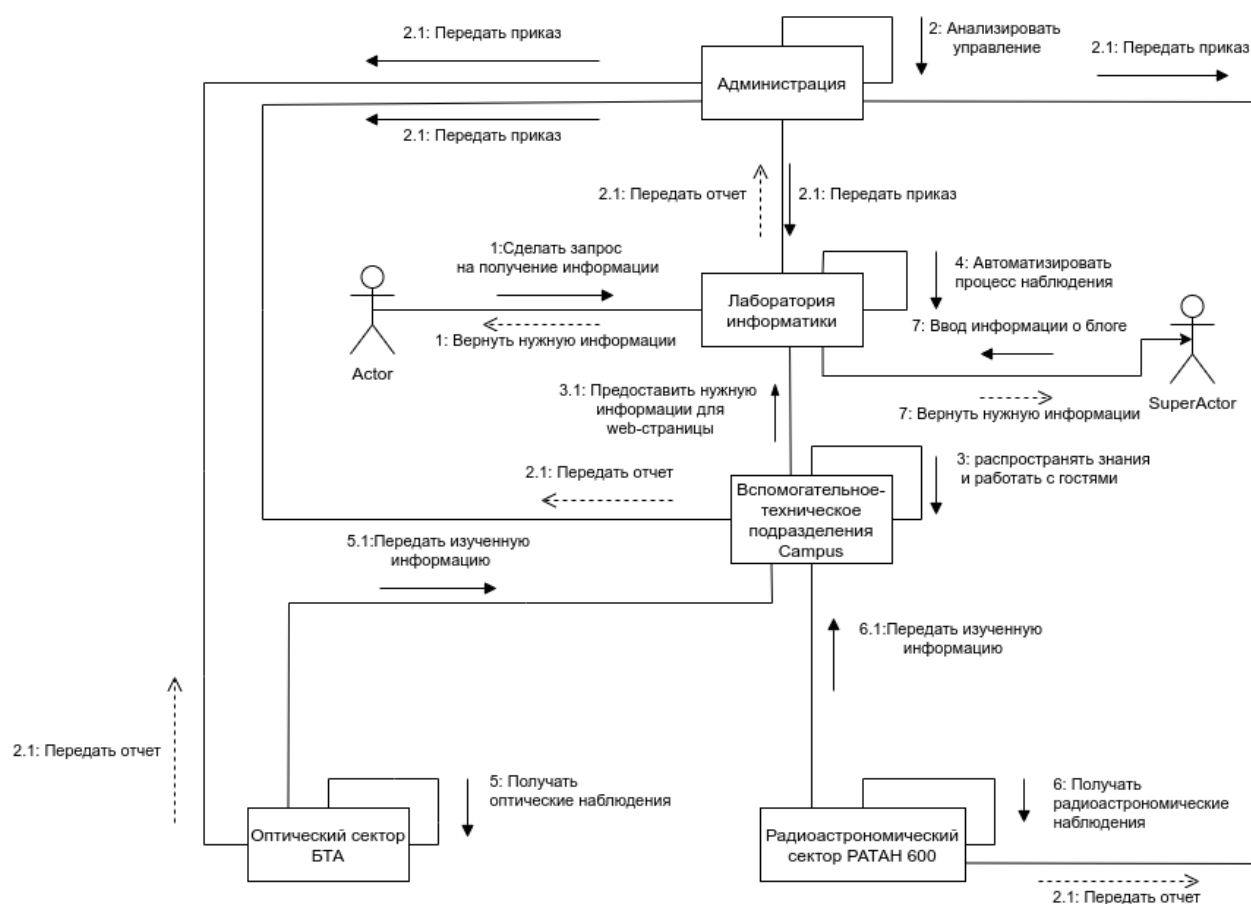 2.1: Передать приказ
2: Анализировать
управление
2.1: Передать приказ
Администрация
2.1: Передать приказ
2.1: Передать отчет
2.1: Передать приказ
1:Сделать запрос
на получение информации
4: Автоматизировать
процесс наблюдения
Лаборатория
информатики
7: Ввод информации о блоге
1: Вернуть нужную информации
Actor
3.1: Предоставить нужную
информации для
web-страницы
SuperActor
7: Вернуть нужную информации
2.1: Передать отчет
3: распространять знания
и работать с гостями
Вспомогательное-
техническое
подразделения
Campus
5.1:Передать изученную
информацию
6.1:Передать изученную
информацию
2.1: Передать отчет
5: Получать
оптические наблюдения
6: Получать
радиоастрономические
наблюдения
Оптический сектор
БТА
Радиоастрономический
сектор РАТАН 600
2.1: Передать отчет